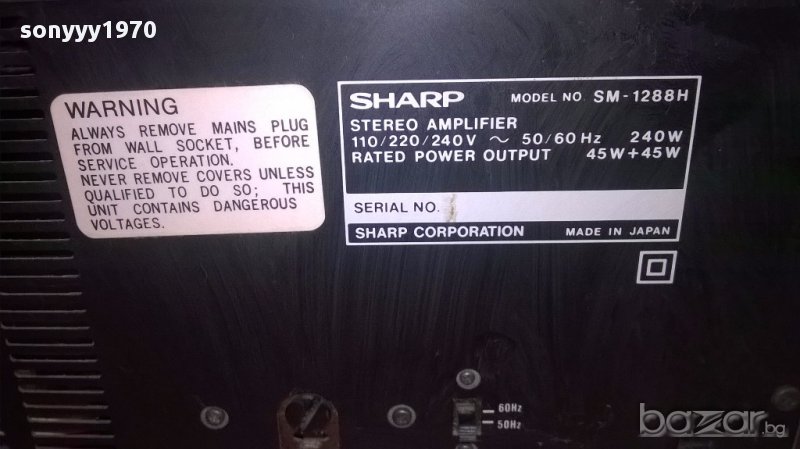 sonyyy1970
WARNING
ALWAYS REMOVE MAINS PLUG
FROM WALL SOCKET, BEFORE
SERVICE OPERATION.
NEVER REMOVE COVERS UNLESS
QUALIFIED TO DO SO; THIS
UNIT CONTAINS DANGEROUS
VOLTAGES.
SHARP MODEL NO. SM-1288H
STEREO AMPLIFIER
110/220/240V ~ 50/60Hz 240W
RATED POWER OUTPUT 45W+45W
SERIAL NO.
SHARP CORPORATION MADE IN JAPAN
60Hz
50Hz
bazar.bg